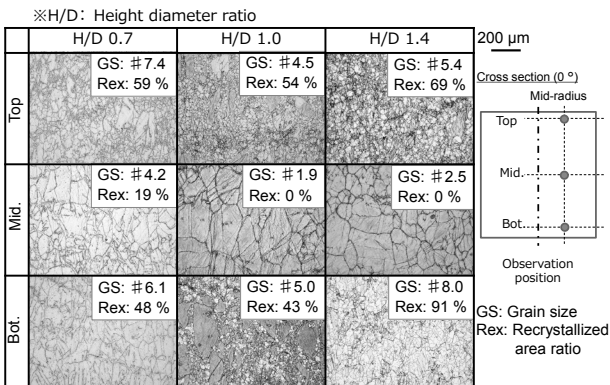 ※H/D: Height diameter ratio
H/D 0.7 H/D 1.0 H/D 1.4
Top
GS: #7.4
Rex: 59 %
GS: #4.5
Rex: 54 %
GS: #5.4
Rex: 69 %
Mid.
GS: #4.2
Rex: 19 %
GS: #1.9
Rex: 0 %
GS: #2.5
Rex: 0 %
Bot.
GS: #6.1
Rex: 48 %
GS: #5.0
Rex: 43 %
GS: #8.0
Rex: 91 %
200 μm
Cross section (0 °)
Mid-radius
Top
Mid.
Bot.
Observation
position
GS: Grain size
Rex: Recrystallized
area ratio